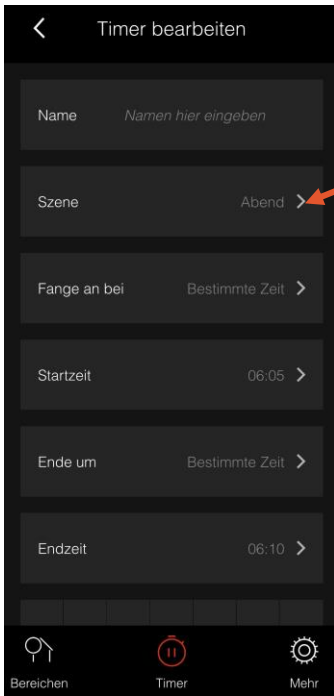 Timer bearbeiten
Name Namen hier eingeben
Szene Abend
Fange an bei Bestimmte Zeit
Startzeit 06:05
Ende um Bestimmte Zeit
Endzeit 06:10
Bereichen Timer Mehr